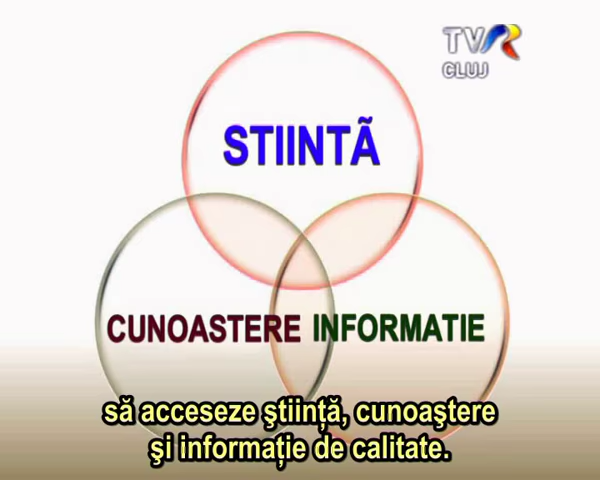 TVR
CLUJ
STIINTÃ
CUNOASTERE INFORMATIE
să acceseze ştiinţă, cunoaştere
şi informaţie de calitate.